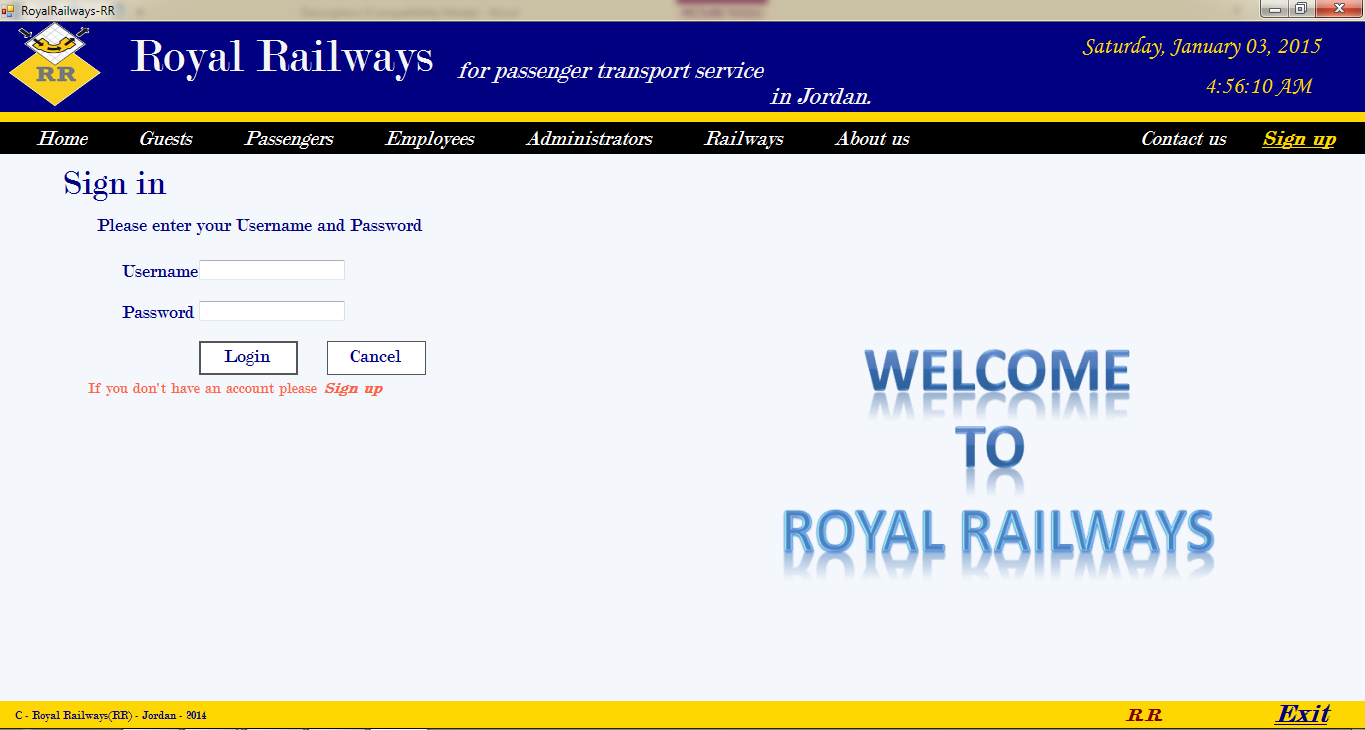 RoyalRailways-RR
RR
Royal Railways
for passenger transport service
in Jordan.
Saturday, January 03, 2015
4:56:10 AM
Home Guests Passengers Employees Administrators Railways About us Contact us Sign up
Sign in
Please enter your Username and Password
Username
Password
Login Cancel
If you don't have an account please Sign up
WELCOME
TO
ROYAL RAILWAYS
C - Royal Railways(RR) - Jordan - 2014
RR
Exit